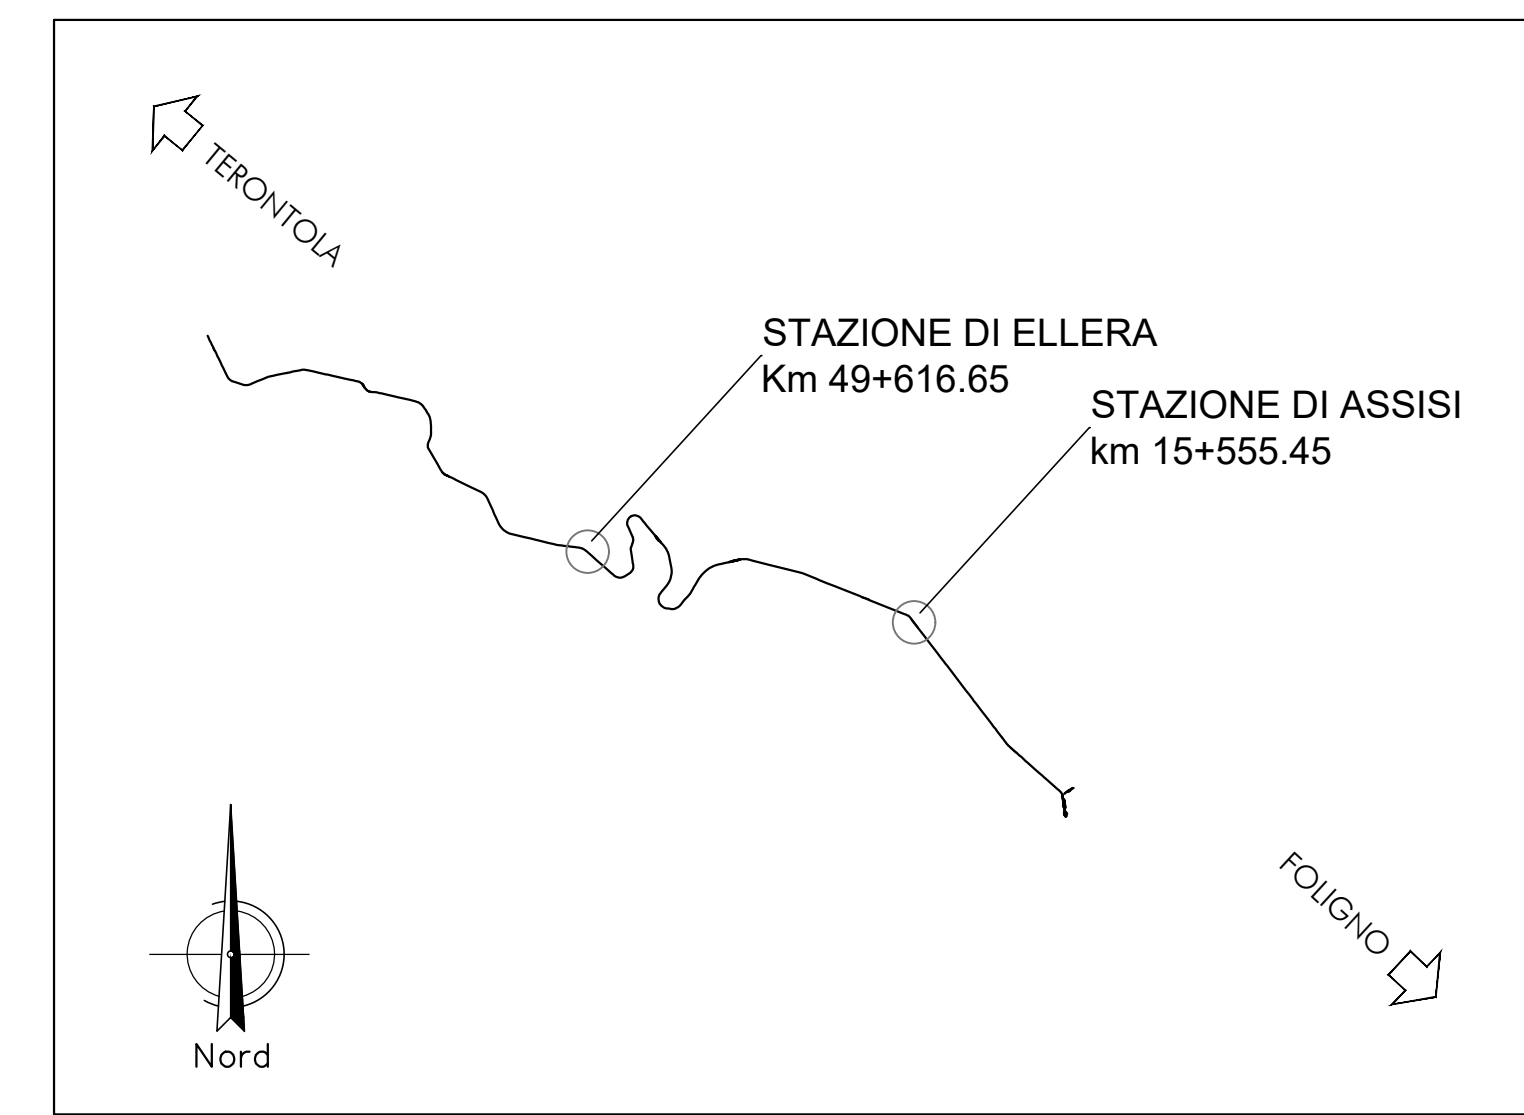 TERONTOLA
STAZIONE DI ELLERA
Km 49+616.65
STAZIONE DI ASSISI
km 15+555.45
FOLIGNO
Nord